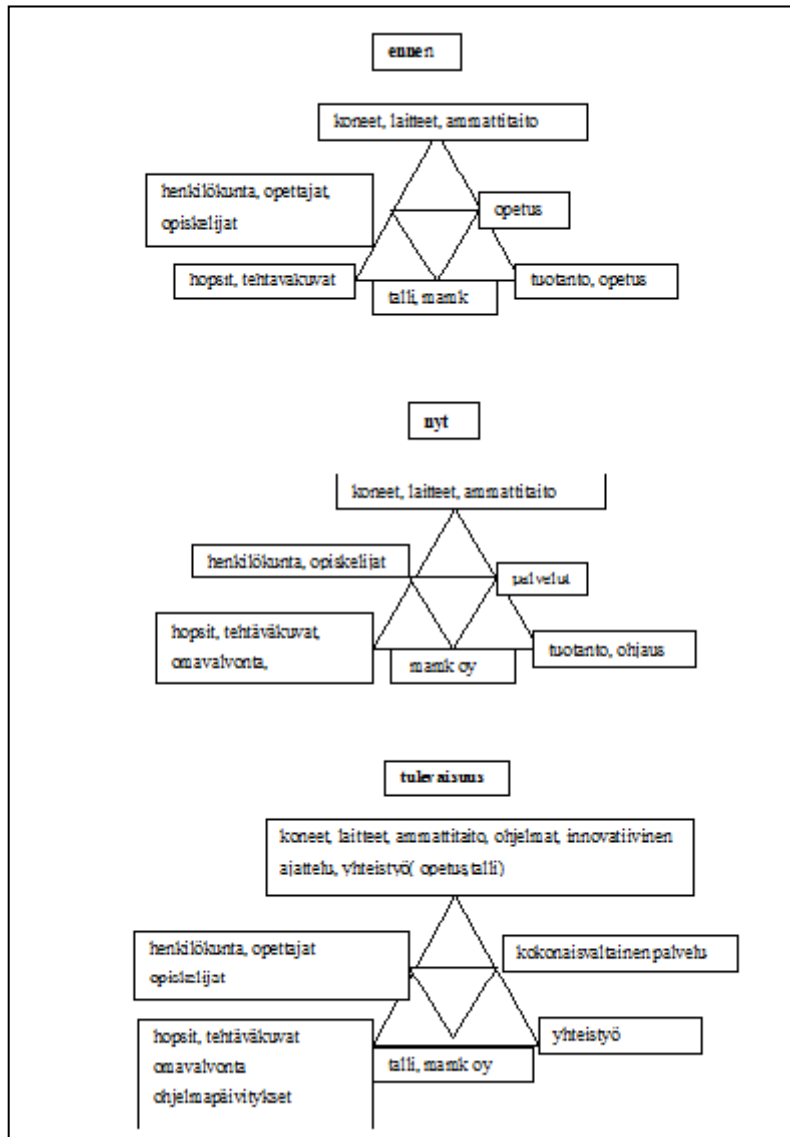 ennen
koneet, laitteet, ammattitaito
henkilökunta, opettajat,
opiskelijat
opetus
hopsit, tehtavakuvat
talli, mamk
tuotanto, opetus
nyt
koneet, laitteet, ammattitaito
henkilökunta, opiskelijat
palvelut
hopsit, tehtäväkuvat,
omavalvonta,
mamk oy
tuotanto, ohjaus
tulevaisuus
koneet, laitteet, ammattitaito, ohjelmat, innovatiivinen
ajattelu, yhteistyö( opetus,talli)
henkilökunta, opettajat
opiskelijat
kokonaisvaltainen palvelu
hopsit, tehtäväkuvat
omavalvonta
ohjelmapäivitykset
talli, mamk oy
yhteistyö